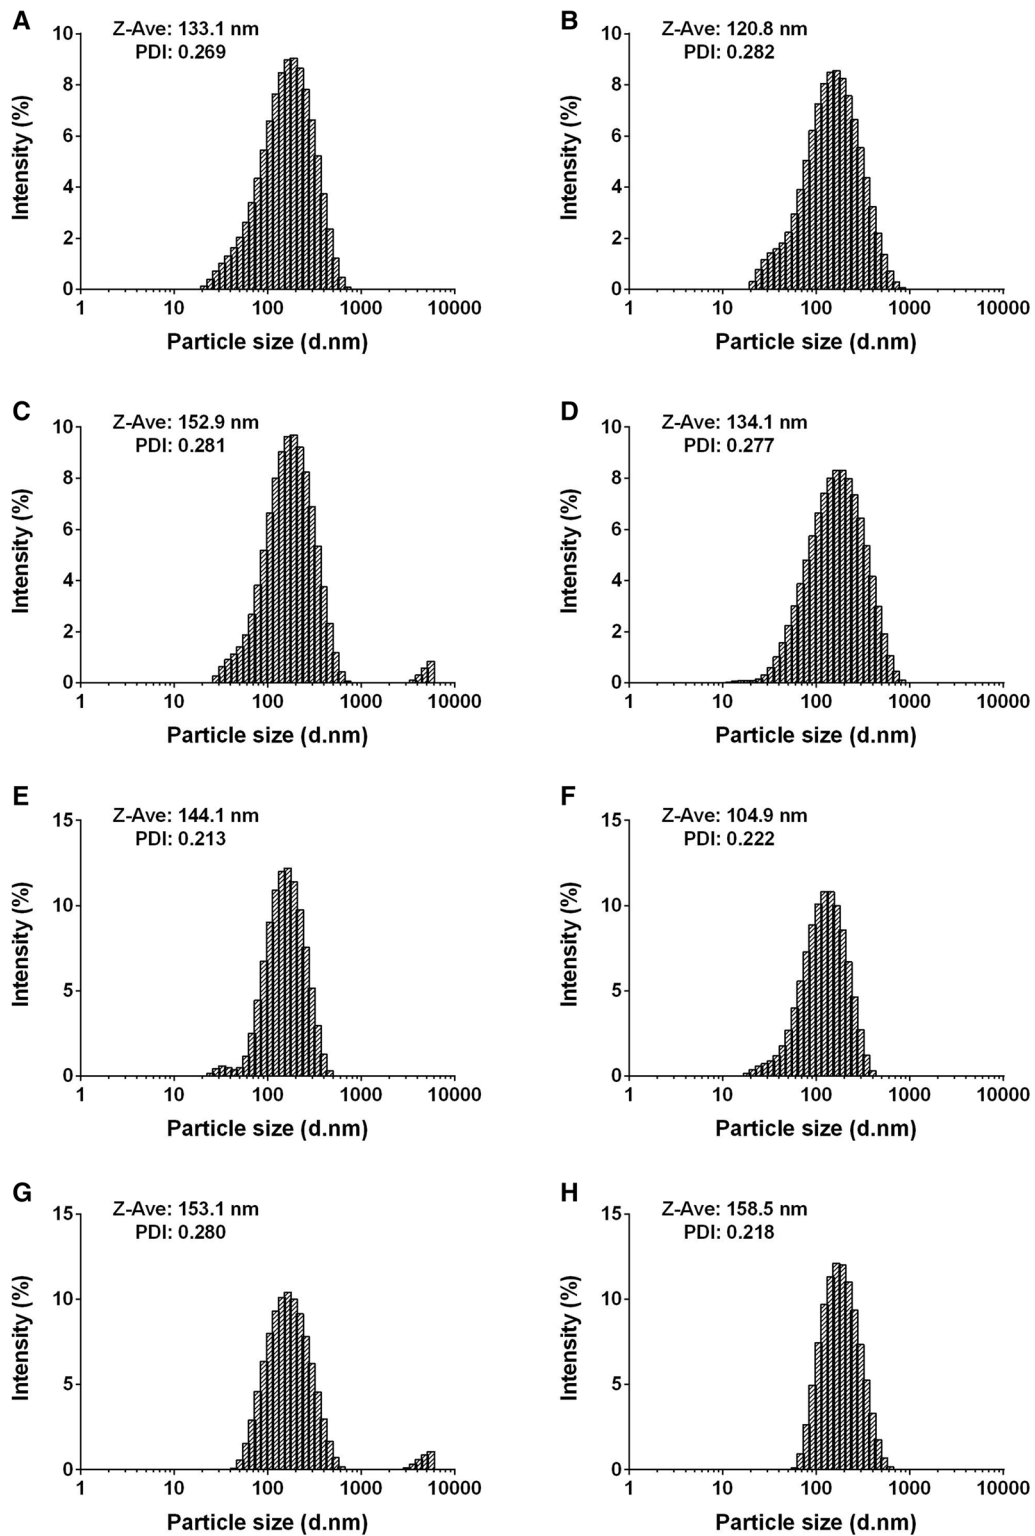 A
Z-Ave: 133.1 nm
PDI: 0.269
10
8
6
4
2
0
Intensity (%)
1 10 100 1000 10000
Particle size (d.nm)
B
Z-Ave: 120.8 nm
PDI: 0.282
10
8
6
4
2
0
Intensity (%)
1 10 100 1000 10000
Particle size (d.nm)
C
Z-Ave: 152.9 nm
PDI: 0.281
10
8
6
4
2
0
Intensity (%)
1 10 100 1000 10000
Particle size (d.nm)
D
Z-Ave: 134.1 nm
PDI: 0.277
10
8
6
4
2
0
Intensity (%)
1 10 100 1000 10000
Particle size (d.nm)
E
Z-Ave: 144.1 nm
PDI: 0.213
15
10
5
0
Intensity (%)
1 10 100 1000 10000
Particle size (d.nm)
F
Z-Ave: 104.9 nm
PDI: 0.222
15
10
5
0
Intensity (%)
1 10 100 1000 10000
Particle size (d.nm)
G
Z-Ave: 153.1 nm
PDI: 0.280
15
10
5
0
Intensity (%)
1 10 100 1000 10000
Particle size (d.nm)
H
Z-Ave: 158.5 nm
PDI: 0.218
15
10
5
0
Intensity (%)
1 10 100 1000 10000
Particle size (d.nm)